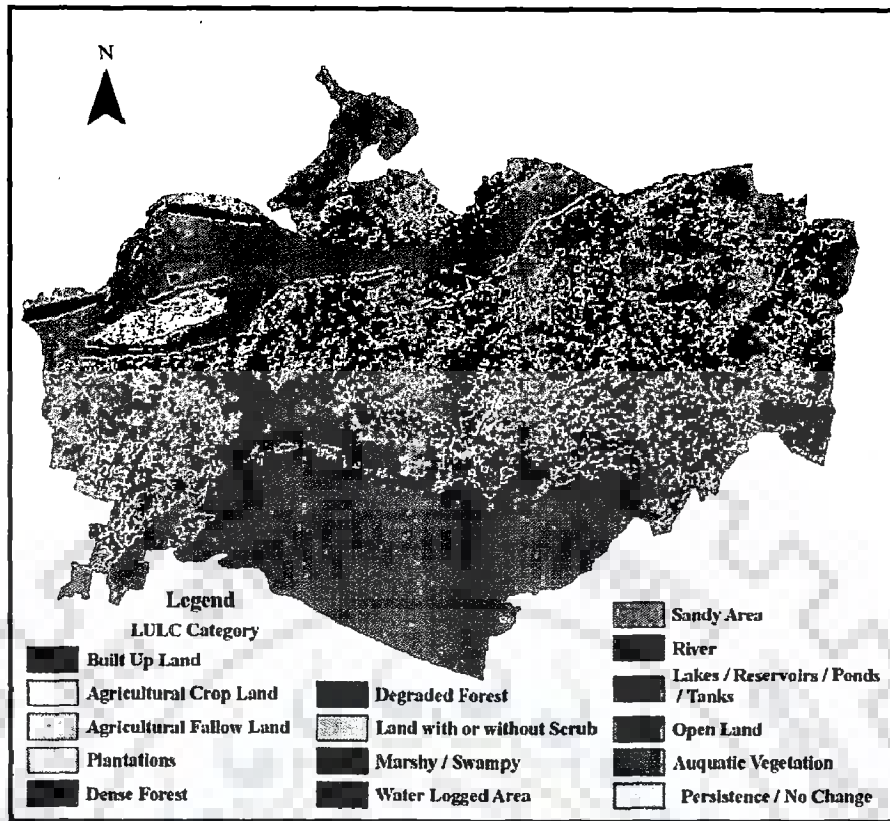 N
Legend
LULC Category
Built Up Land
Agricultural Crop Land
Agricultural Fallow Land
Plantations
Dense Forest
Degraded Forest
Land with or without Scrub
Marshy / Swampy
Water Logged Area
Sandy Area
River
Lakes / Reservoirs / Ponds
/ Tanks
Open Land
Auquatic Vegetation
Persistence / No Change